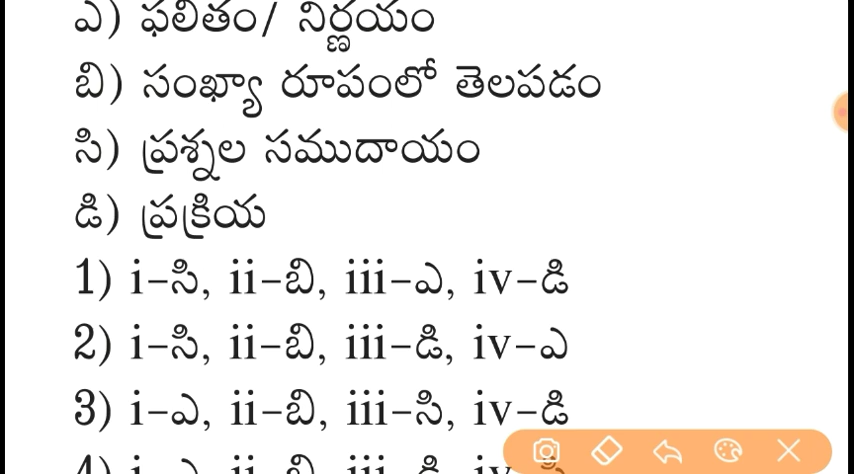 ఎ) ఫలితం/ నిర్ణయం
బి) సంఖ్యా రూపంలో తెలపడం
సి) ప్రశ్నల సముదాయం
డి) ప్రక్రియ
1) i-సి, ii-బి, iii-ఎ, iv-డి
2) i-సి, ii-బి, iii-డి, iv-ఎ
3) i-ఎ, ii-బి, iii-సి, iv-డి